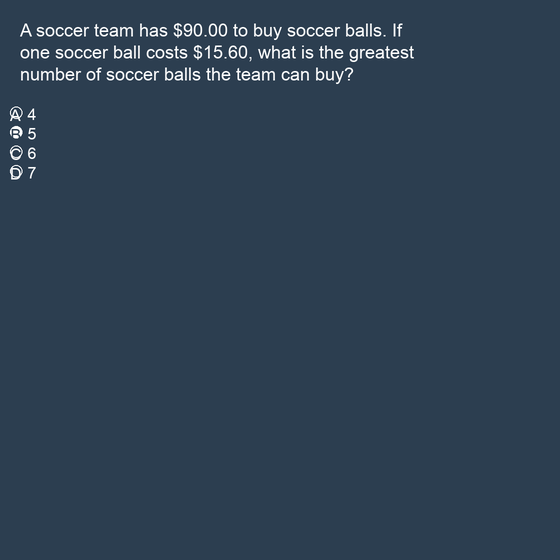 A soccer team has $90.00 to buy soccer balls. If
one soccer ball costs $15.60, what is the greatest
number of soccer balls the team can buy?
A 4
B 5
C 6
D 7